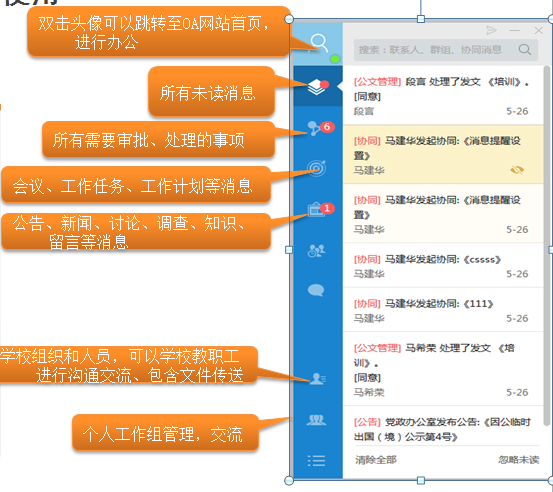 使用
双击头像可以跳转至OA网站首页，
进行办公
所有未读消息
所有需要审批、处理的事项
会议、工作任务、工作计划等消息
公告、新闻、讨论、调查、知识、
留言等消息
学校组织和人员，可以学校教职工
进行沟通交流、包含文件传送
个人工作组管理，交流
6
1
搜索：联系人、群组、协同消息
[公文管理] 段言 处理了发文 《培训》。
[同意]
段言 5-26
[协同] 马建华发起协同:《消息提醒设
置》
马建华
[协同] 马建华发起协同:《消息提醒设
置》
马建华 5-26
[协同] 马建华发起协同:《cssss》
马建华 5-26
[协同] 马建华发起协同:《111》
马建华 5-26
[公文管理] 马希荣 处理了发文 《培
训》。
[同意]
马希荣 5-26
[公告] 党政办公室发布公告:《因公临时
出国（境）公示第4号》
清除全部 忽略未读